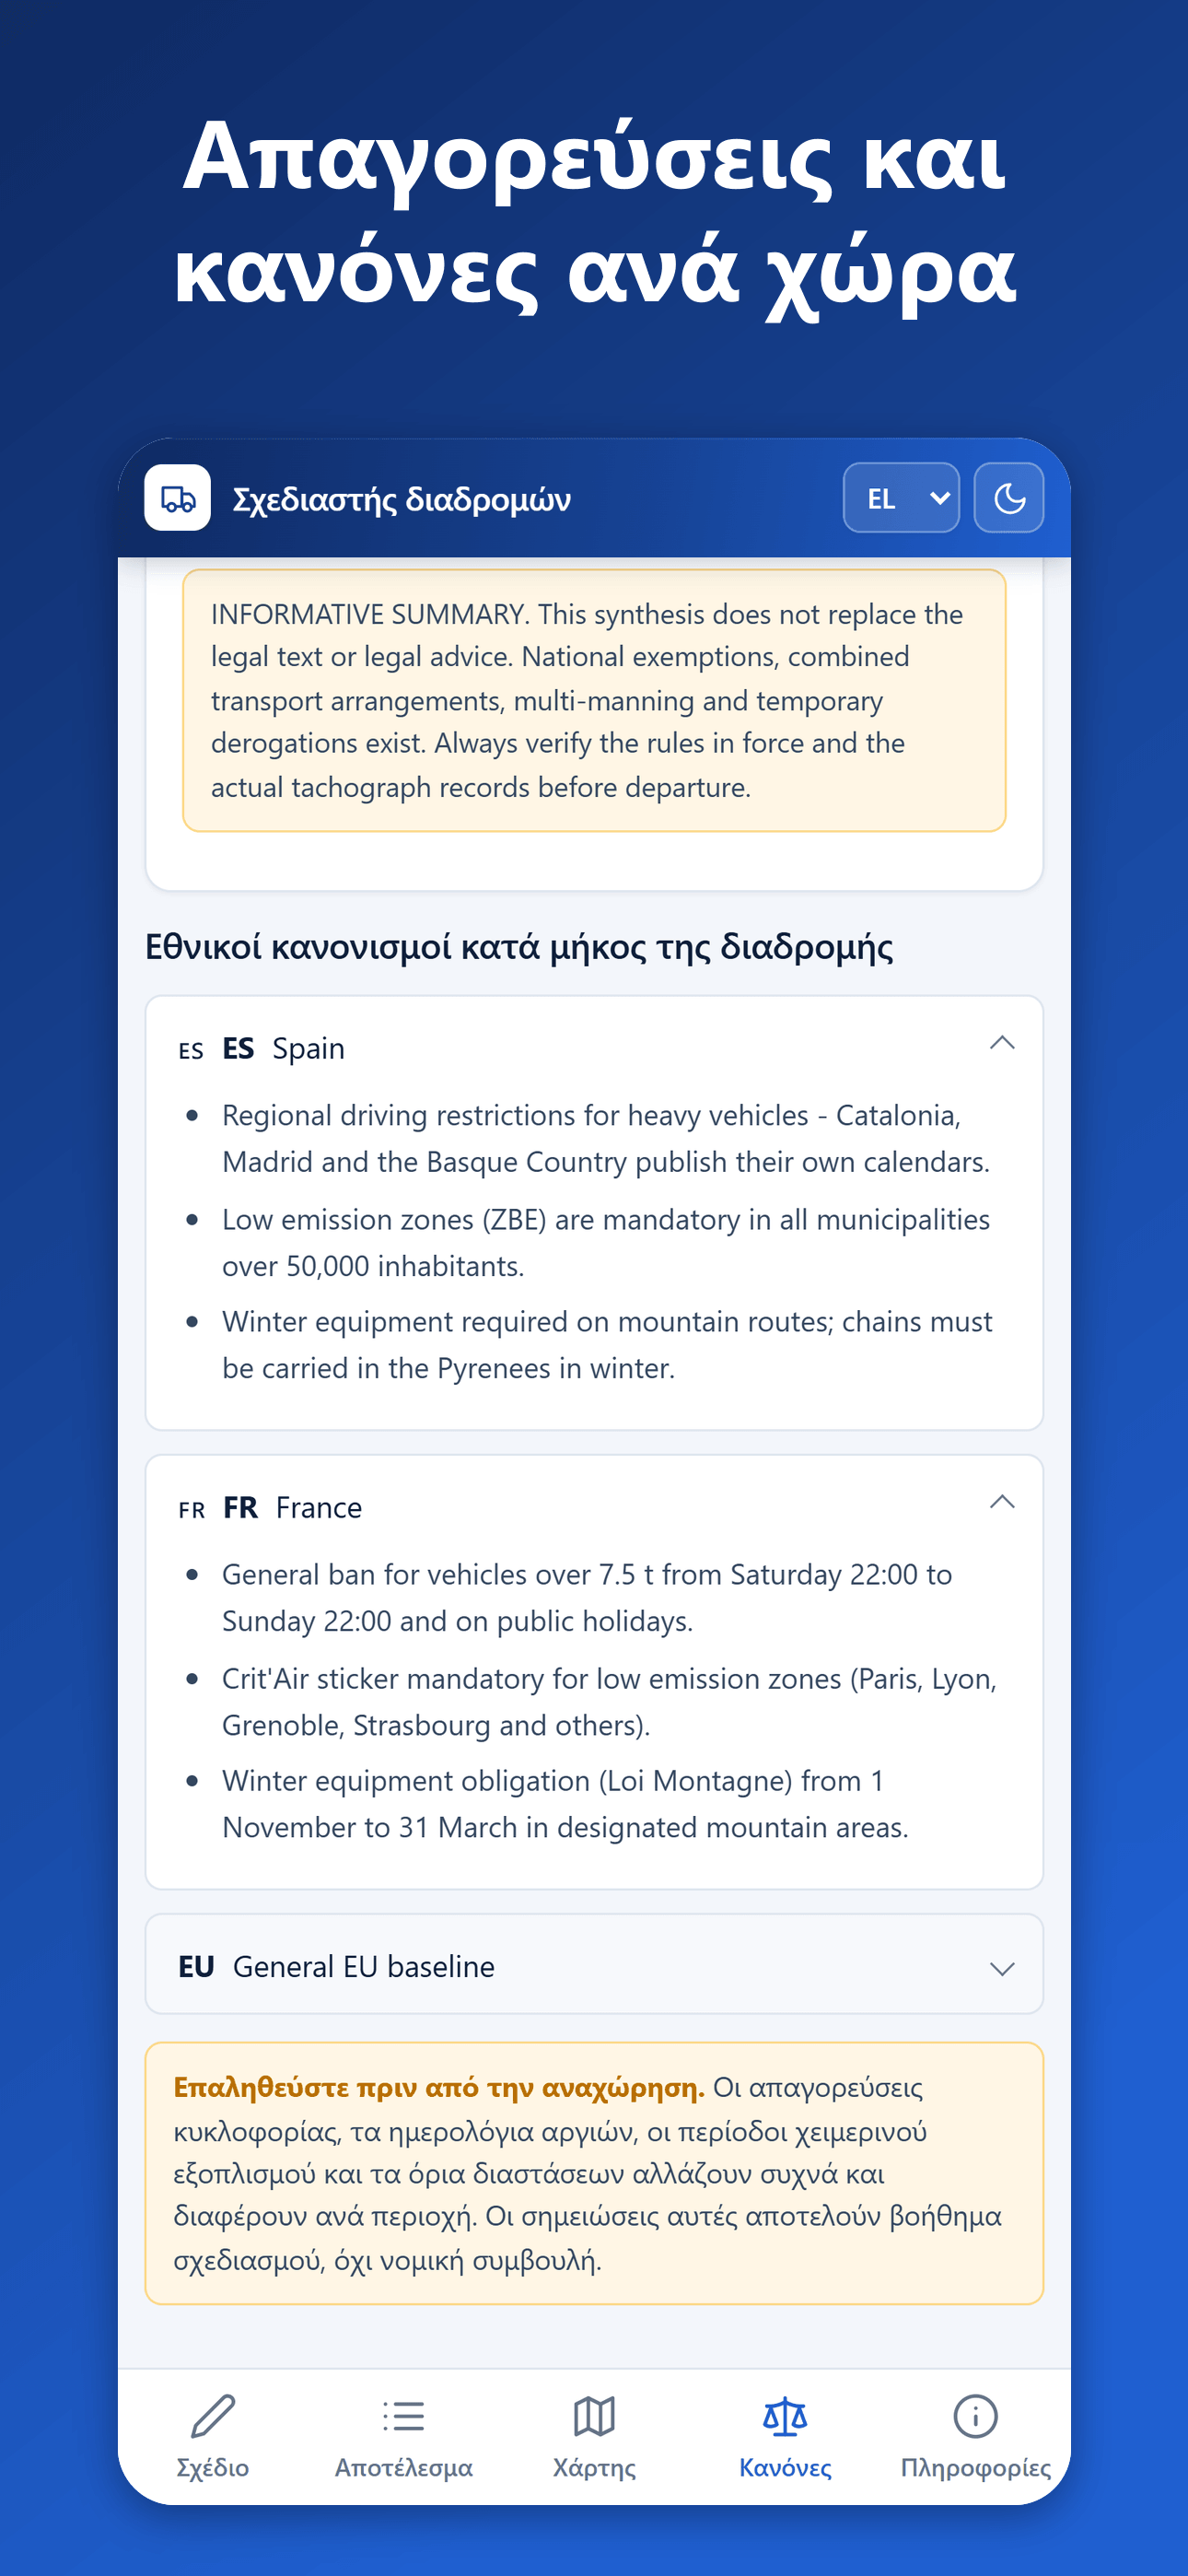 Απαγορεύσεις και
κανόνες ανά χώρα
Σχεδιαστής διαδρομών
EL
INFORMATIVE SUMMARY. This synthesis does not replace the
legal text or legal advice. National exemptions, combined
transport arrangements, multi-manning and temporary
derogations exist. Always verify the rules in force and the
actual tachograph records before departure.
Εθνικοί κανονισμοί κατά μήκος της διαδρομής
ES ES Spain
• Regional driving restrictions for heavy vehicles - Catalonia,
Madrid and the Basque Country publish their own calendars.
• Low emission zones (ZBE) are mandatory in all municipalities
over 50,000 inhabitants.
• Winter equipment required on mountain routes; chains must
be carried in the Pyrenees in winter.
FR FR France
• General ban for vehicles over 7.5 t from Saturday 22:00 to
Sunday 22:00 and on public holidays.
• Crit'Air sticker mandatory for low emission zones (Paris, Lyon,
Grenoble, Strasbourg and others).
• Winter equipment obligation (Loi Montagne) from 1
November to 31 March in designated mountain areas.
EU General EU baseline
Επαληθεύστε πριν από την αναχώρηση. Οι απαγορεύσεις
κυκλοφορίας, τα ημερολόγια αργιών, οι περίοδοι χειμερινού
εξοπλισμού και τα όρια διαστάσεων αλλάζουν συχνά και
διαφέρουν ανά περιοχή. Οι σημειώσεις αυτές αποτελούν βοήθημα
σχεδιασμού, όχι νομική συμβουλή.
Σχέδιο
Αποτέλεσμα
Χάρτης
Κανόνες
Πληροφορίες